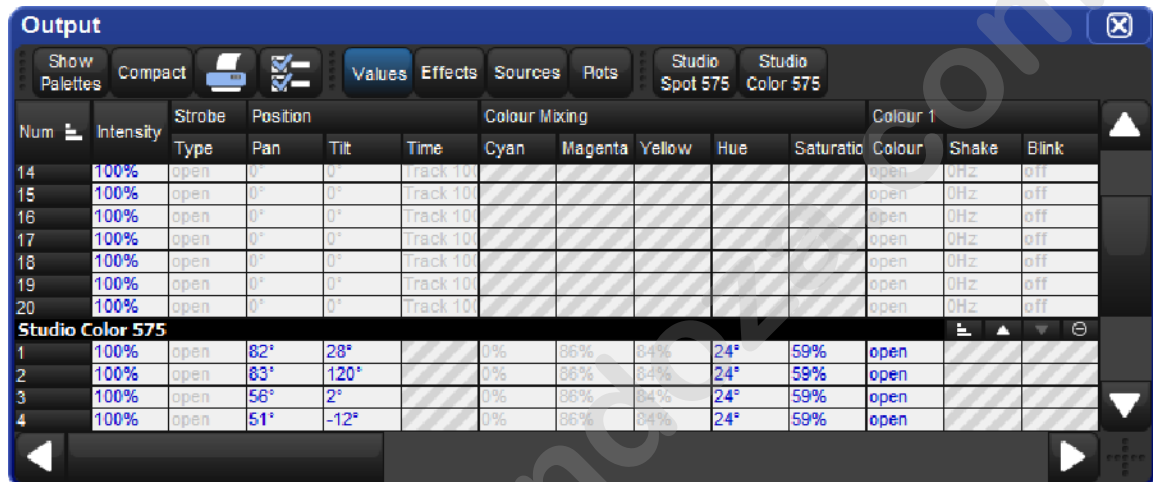 Output
Show Palettes Compact Values Effects Sources Plots Studio Spot 575 Studio Color 575
Num Intensity Strobe Position Colour Mixing Colour 1
Type Pan Tilt Time Cyan Magenta Yellow Hue Saturatio Colour Shake Blink
14 100% open 0° 0° Track 100 open 0Hz off
15 100% open 0° 0° Track 100 open 0Hz off
16 100% open 0° 0° Track 100 open 0Hz off
17 100% open 0° 0° Track 100 open 0Hz off
18 100% open 0° 0° Track 100 open 0Hz off
19 100% open 0° 0° Track 100 open 0Hz off
20 100% open 0° 0° Track 100 open 0Hz off
Studio Color 575
1 100% open 82° 28° 0% 86% 84% 24° 59% open
2 100% open 83° 120° 0% 86% 84% 24° 59% open
3 100% open 56° 2° 0% 86% 84% 24° 59% open
4 100% open 51° -12° 0% 86% 84% 24° 59% open